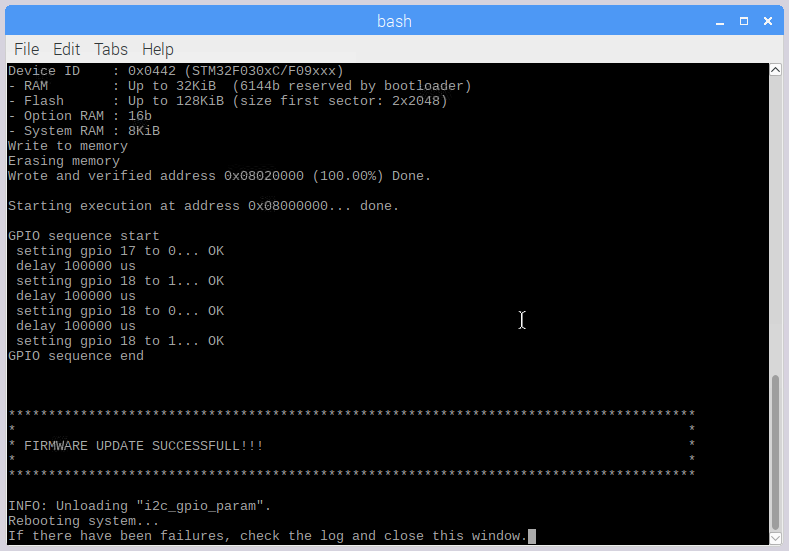 bash
File Edit Tabs Help
Device ID    : 0x0442 (STM32F030xC/F09xxx)
- RAM        : Up to 32KiB  (6144b reserved by bootloader)
- Flash      : Up to 128KiB (size first sector: 2x2048)
- Option RAM : 16b
- System RAM : 8KiB
Write to memory
Erasing memory
Wrote and verified address 0x08020000 (100.00%) Done.

Starting execution at address 0x08000000... done.

GPIO sequence start
 setting gpio 17 to 0... OK
 delay 100000 us
 setting gpio 18 to 1... OK
 delay 100000 us
 setting gpio 18 to 0... OK
 delay 100000 us
 setting gpio 18 to 1... OK
GPIO sequence end

**************************************************************************************
*                                                                                    *
* FIRMWARE UPDATE SUCCESSFULL!!!                                                     *
*                                                                                    *
**************************************************************************************

INFO: Unloading "i2c_gpio_param".
Rebooting system...
If there have been failures, check the log and close this window.